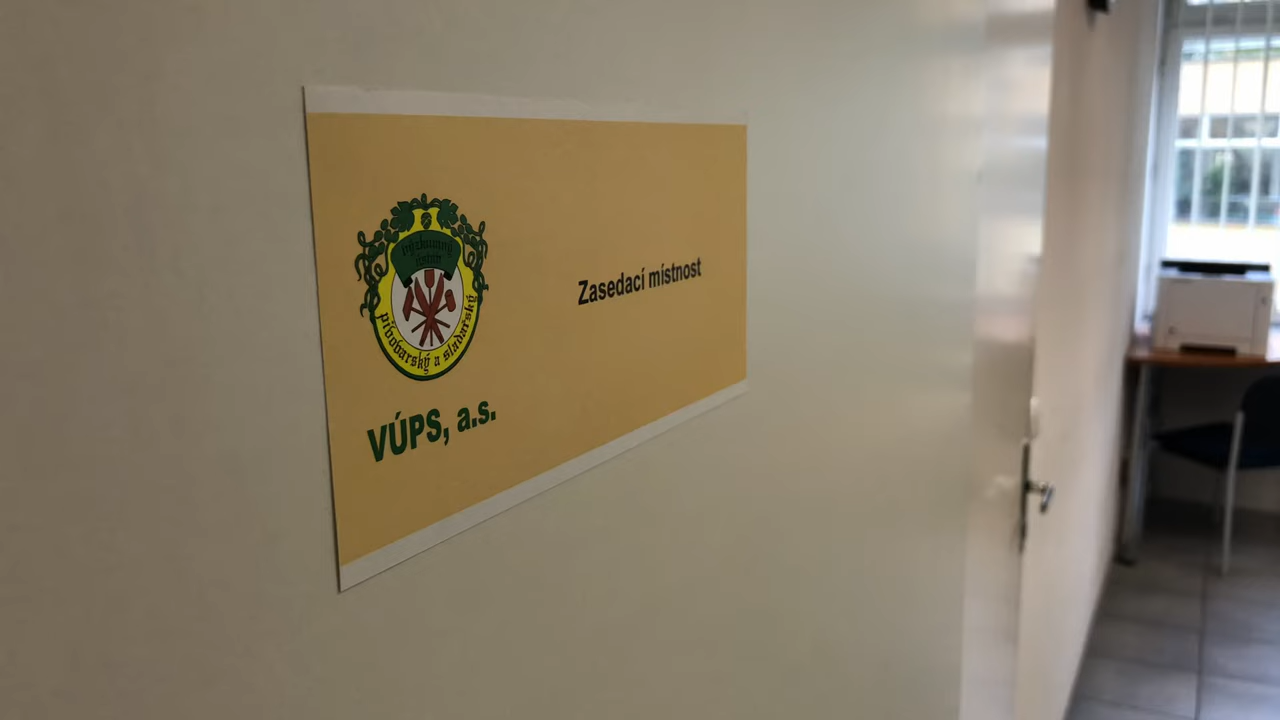 výzkumný
ústav
pivovarský a sladařský
VÚPS, a.s.
Zasedací místnost